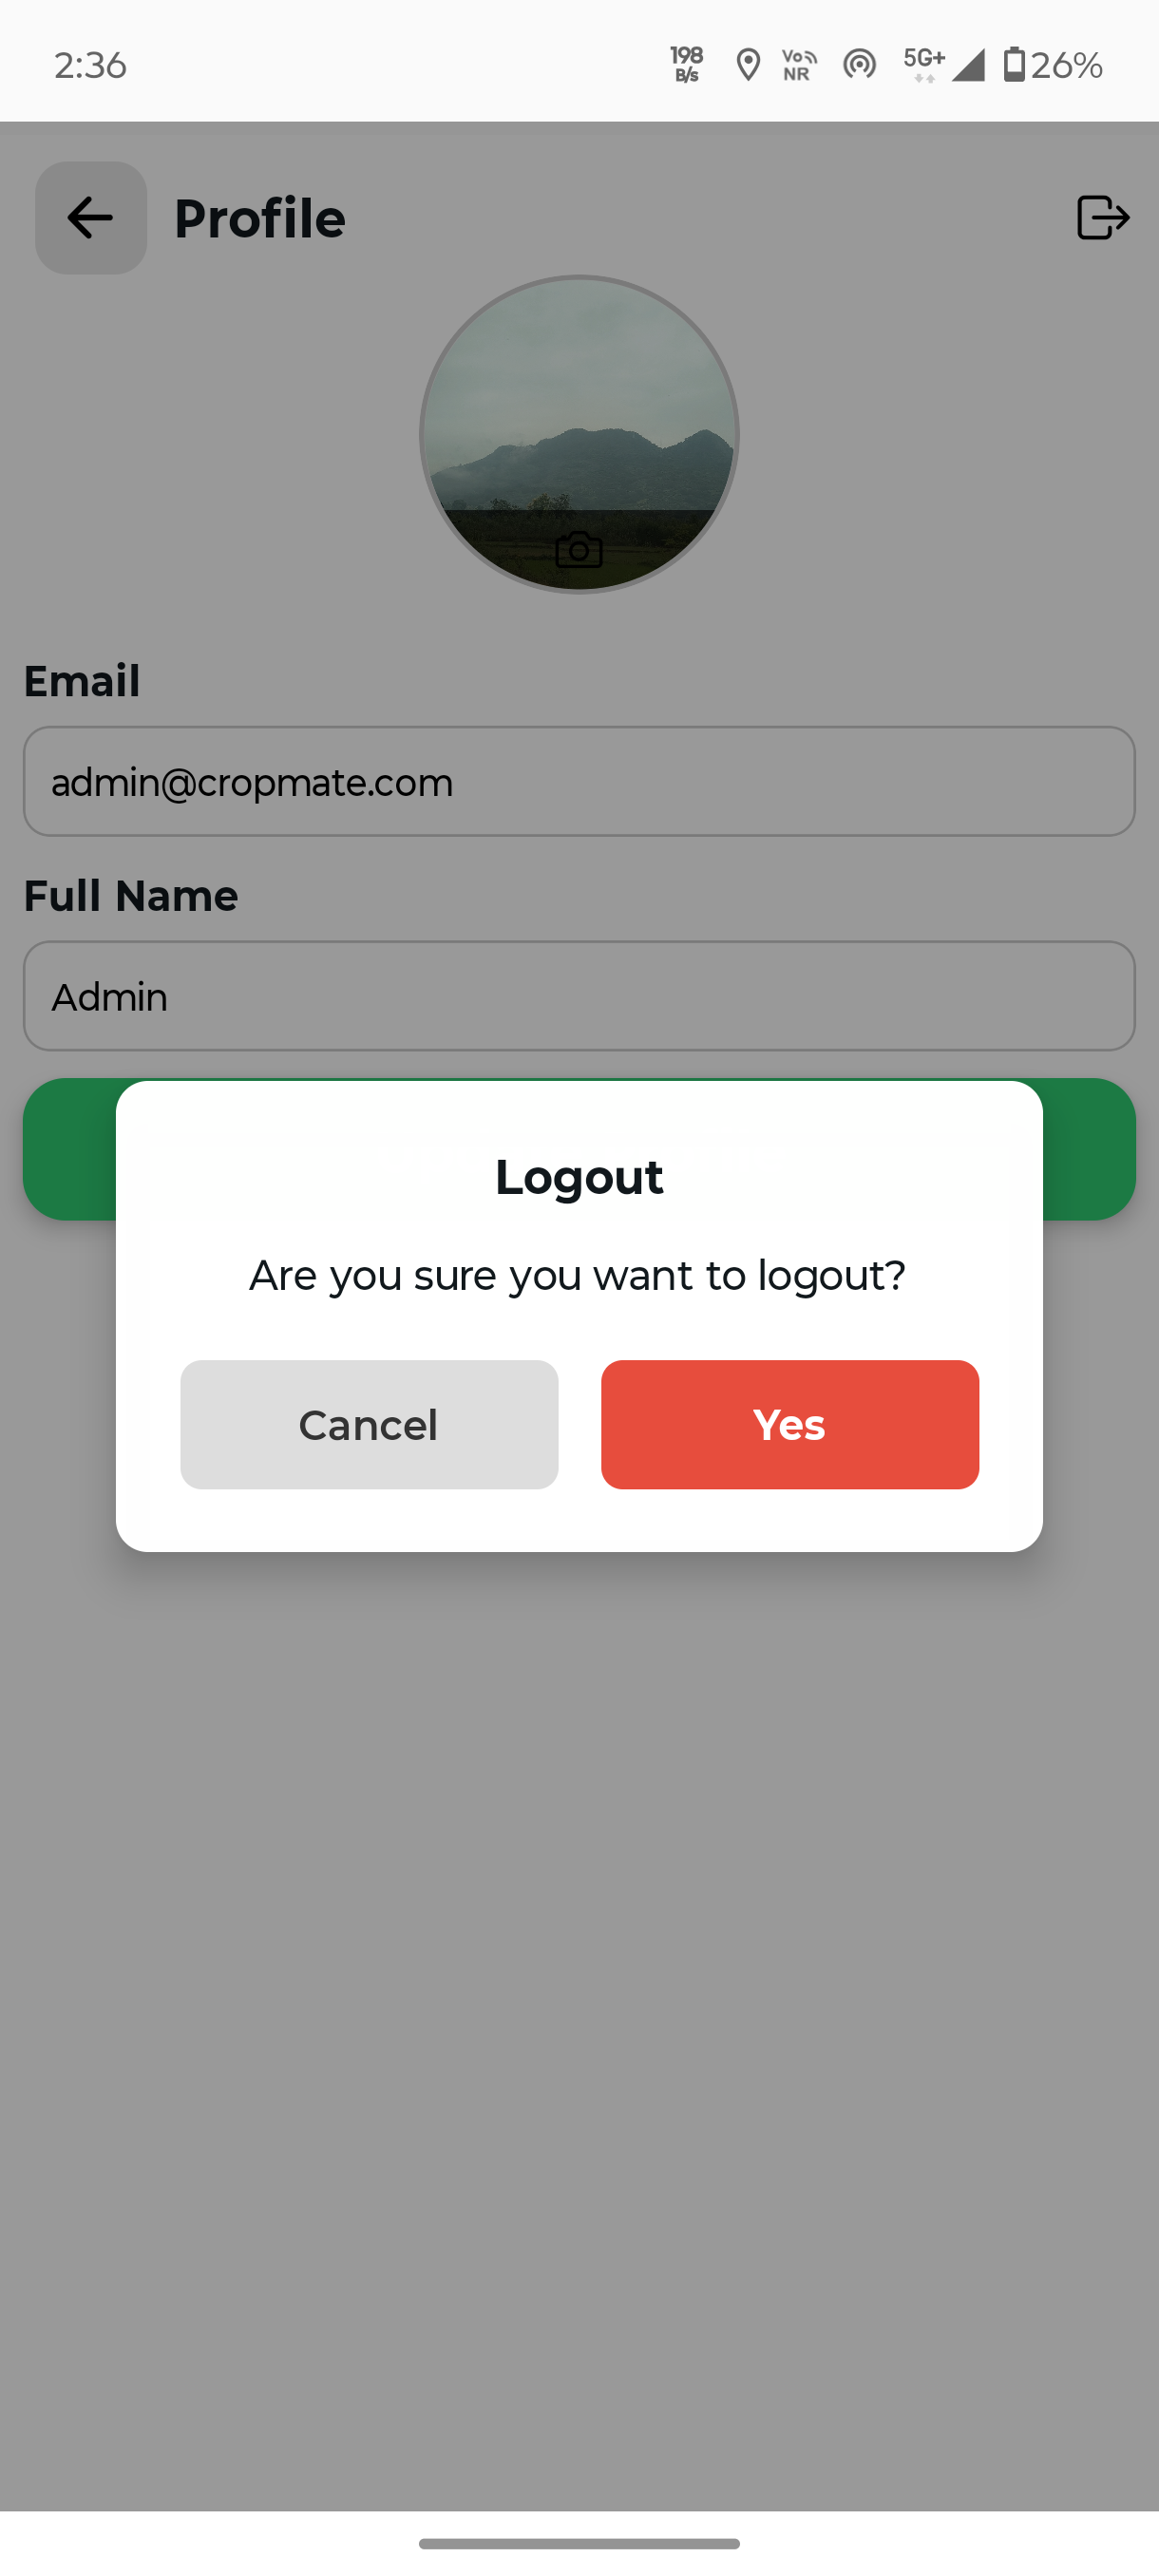 2:36
198
B/s
Vo
NR
5G+
26%
Profile
Email
admin@cropmate.com
Full Name
Admin
Logout
Are you sure you want to logout?
Cancel
Yes